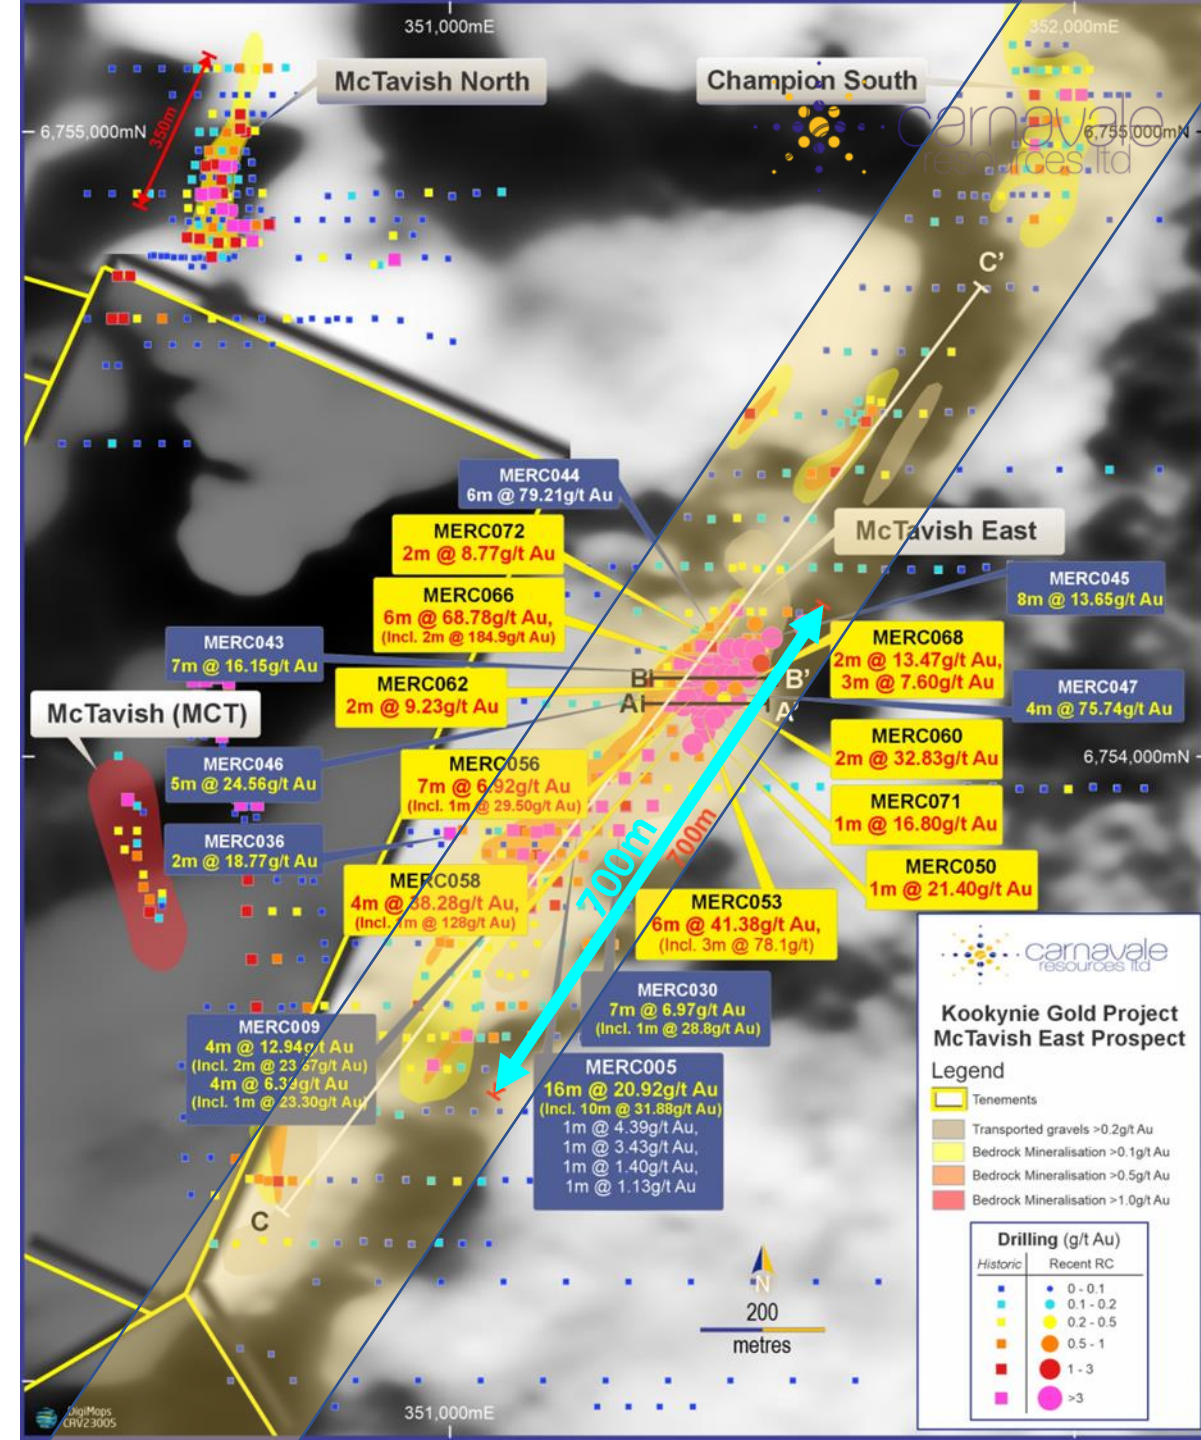 351,000mE
352,000mE
McTavish North
Champion South
carnavale
resources ltd
6,755,000mN
6,755,000mN
350m
C'
MERC044
6m @ 79.21g/t Au
MERC072
2m @ 8.77g/t Au
McTavish East
MERC066
6m @ 68.78g/t Au,
(Incl. 2m @ 184.9g/t Au)
MERC045
8m @ 13.65g/t Au
MERC043
7m @ 16.15g/t Au
MERC068
2m @ 13.47g/t Au,
3m @ 7.60g/t Au
MERC062
2m @ 9.23g/t Au
B
B'
A
A'
MERC047
4m @ 75.74g/t Au
McTavish (MCT)
MERC046
5m @ 24.56g/t Au
MERC056
7m @ 6.92g/t Au
(Incl. 1m @ 29.50g/t Au)
MERC060
2m @ 32.83g/t Au
6,754,000mN
MERC071
1m @ 16.80g/t Au
MERC036
2m @ 18.77g/t Au
700m
700m
MERC050
1m @ 21.40g/t Au
MERC058
4m @ 38.28g/t Au,
(Incl. 1m @ 128g/t Au)
MERC053
6m @ 41.38g/t Au,
(Incl. 3m @ 78.1g/t)
MERC030
7m @ 6.97g/t Au
(Incl. 1m @ 28.8g/t Au)
MERC009
4m @ 12.94g/t Au
(Incl. 2m @ 23.67g/t Au)
4m @ 6.39g/t Au
(Incl. 1m @ 23.30g/t Au)
MERC005
16m @ 20.92g/t Au
(Incl. 10m @ 31.88g/t Au)
1m @ 4.39g/t Au,
1m @ 3.43g/t Au,
1m @ 1.40g/t Au,
1m @ 1.13g/t Au
C
N
200
metres
351,000mE
DigiMaps
CRV23005
carnavale
resources ltd
Kookynie Gold Project
McTavish East Prospect
Legend
Tenements
Transported gravels >0.2g/t Au
Bedrock Mineralisation >0.1g/t Au
Bedrock Mineralisation >0.5g/t Au
Bedrock Mineralisation >1.0g/t Au
Drilling (g/t Au)
Historic Recent RC
0 - 0.1
0.1 - 0.2
0.2 - 0.5
0.5 - 1
1 - 3
>3